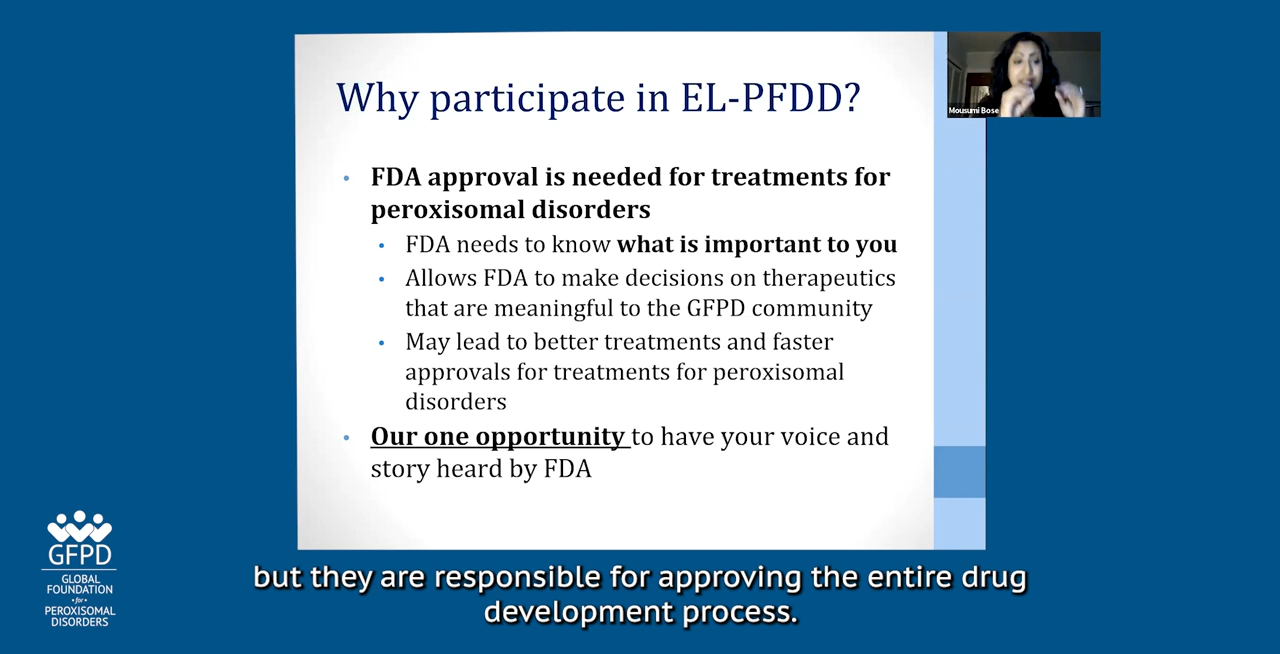 Why participate in EL-PFDD?
Mousumi Bose
• FDA approval is needed for treatments for
peroxisomal disorders
• FDA needs to know what is important to you
• Allows FDA to make decisions on therapeutics
that are meaningful to the GFPD community
• May lead to better treatments and faster
approvals for treatments for peroxisomal
disorders
• Our one opportunity to have your voice and
story heard by FDA
GFPD
GLOBAL
FOUNDATION
for
PEROXISOMAL
DISORDERS
but they are responsible for approving the entire drug
development process.